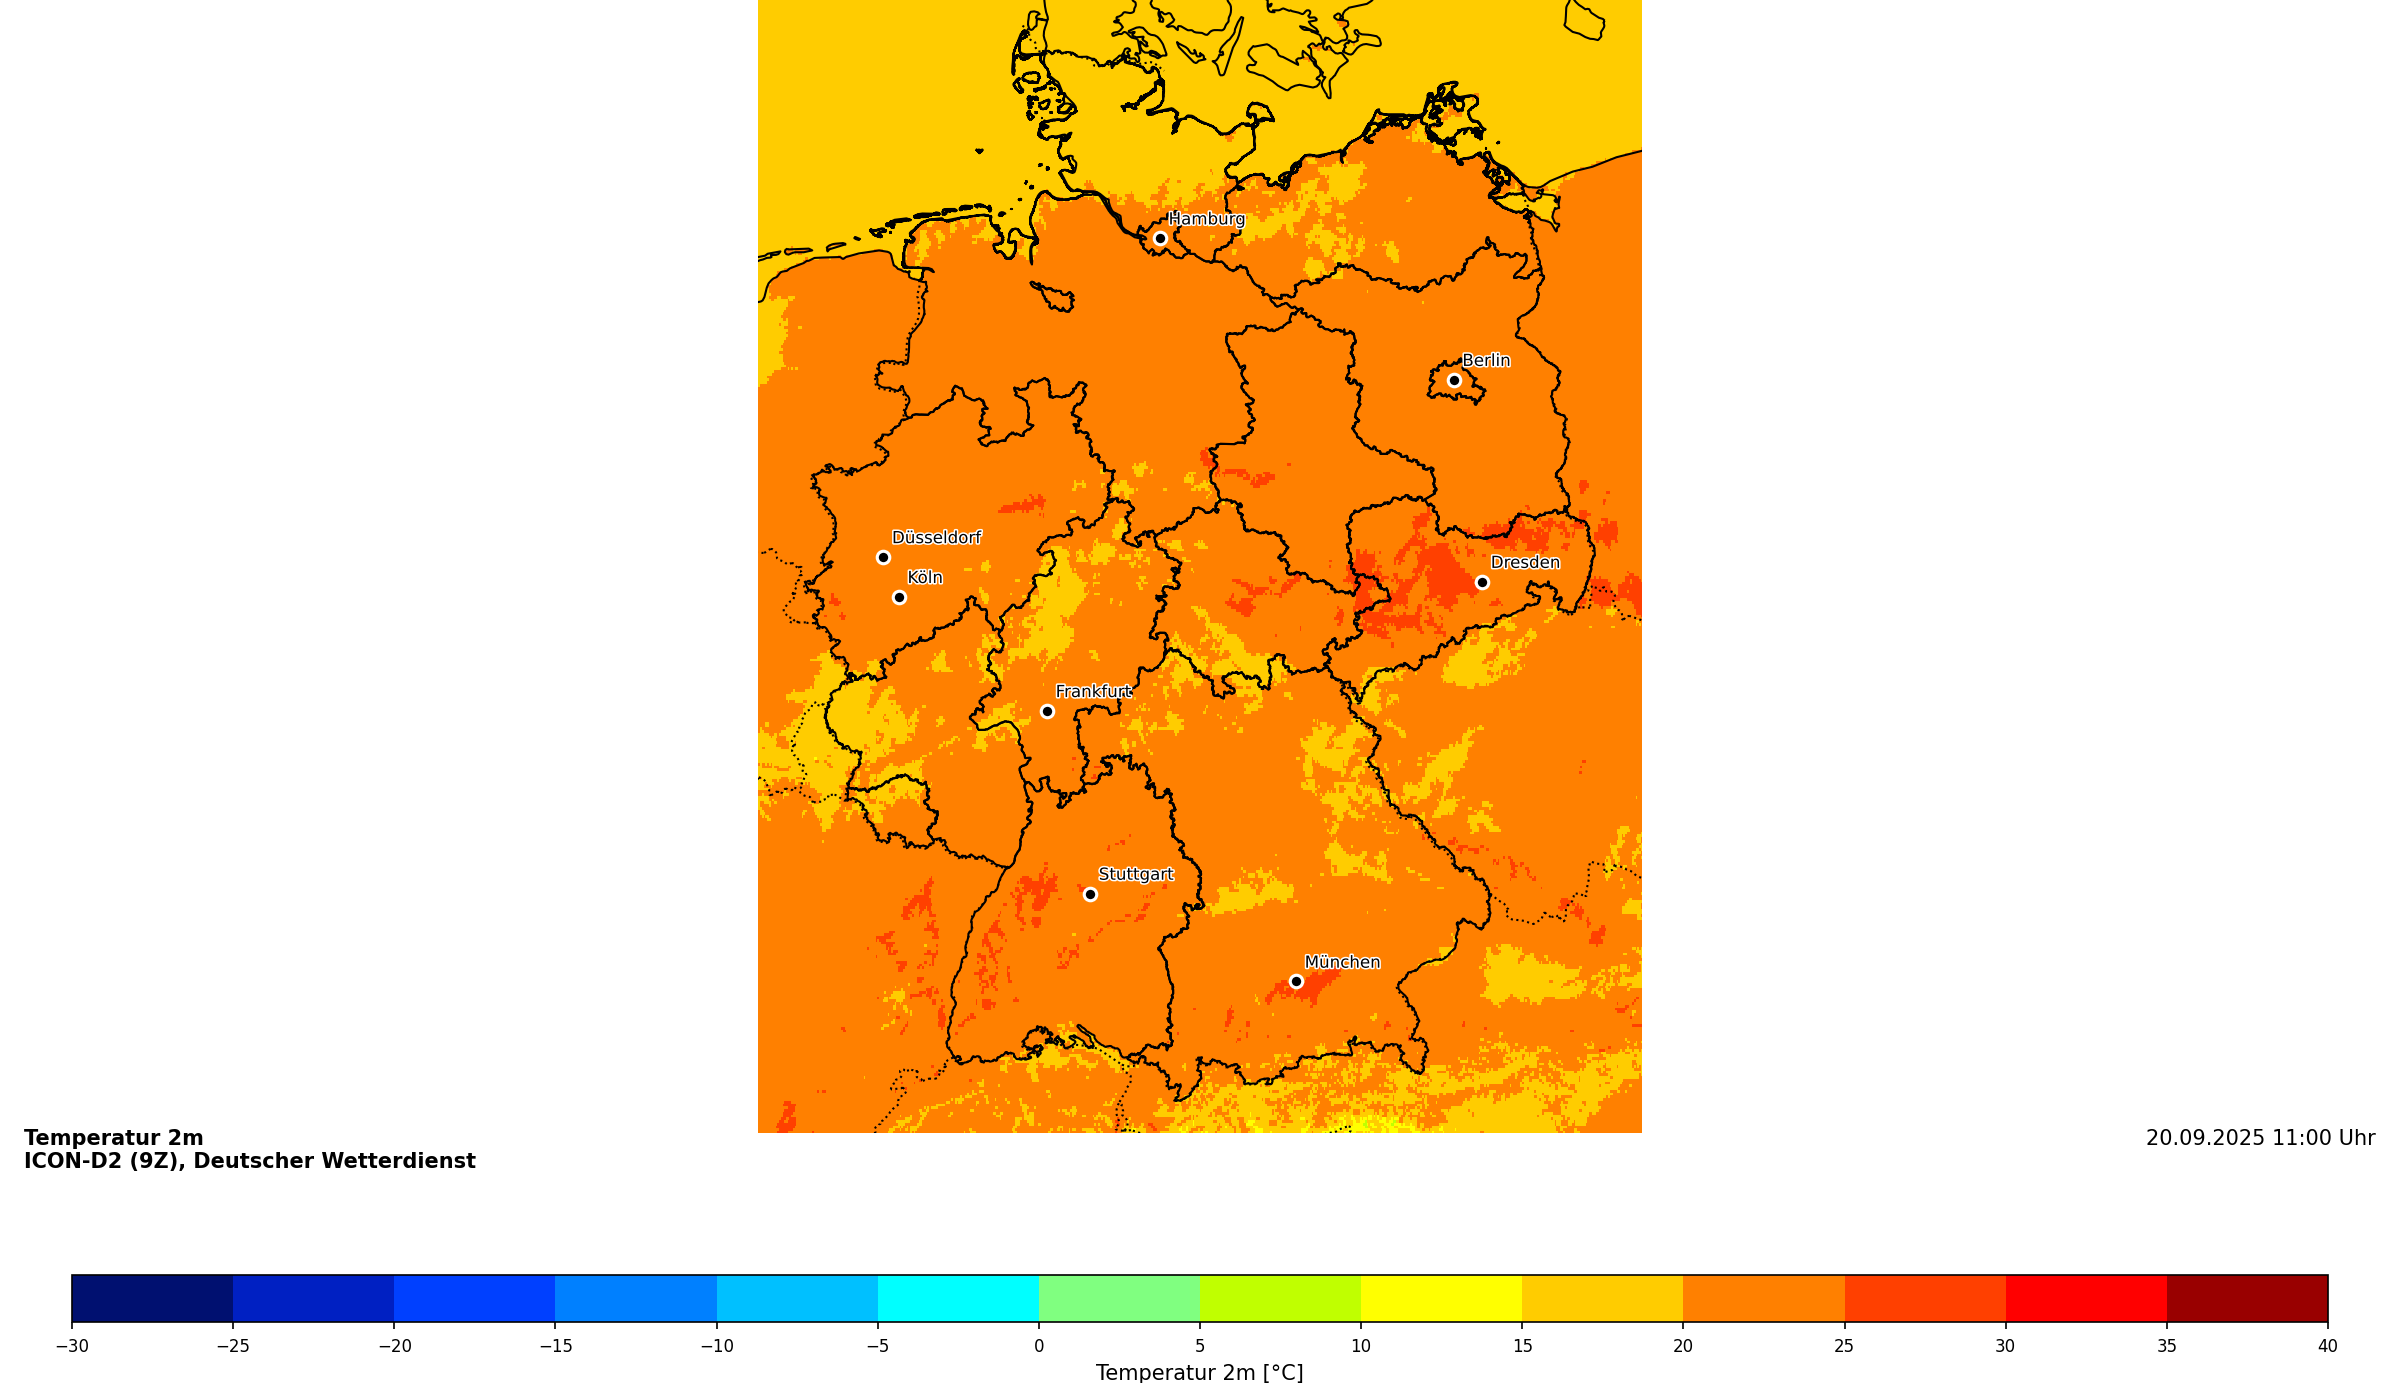 Hamburg
Berlin
Düsseldorf
Dresden
Köln
Frankfurt
Stuttgart
München
Temperatur 2m
ICON-D2 (9Z), Deutscher Wetterdienst
20.09.2025 11:00 Uhr
−30 −25 −20 −15 −10 −5 0 5 10 15 20 25 30 35 40
Temperatur 2m [°C]